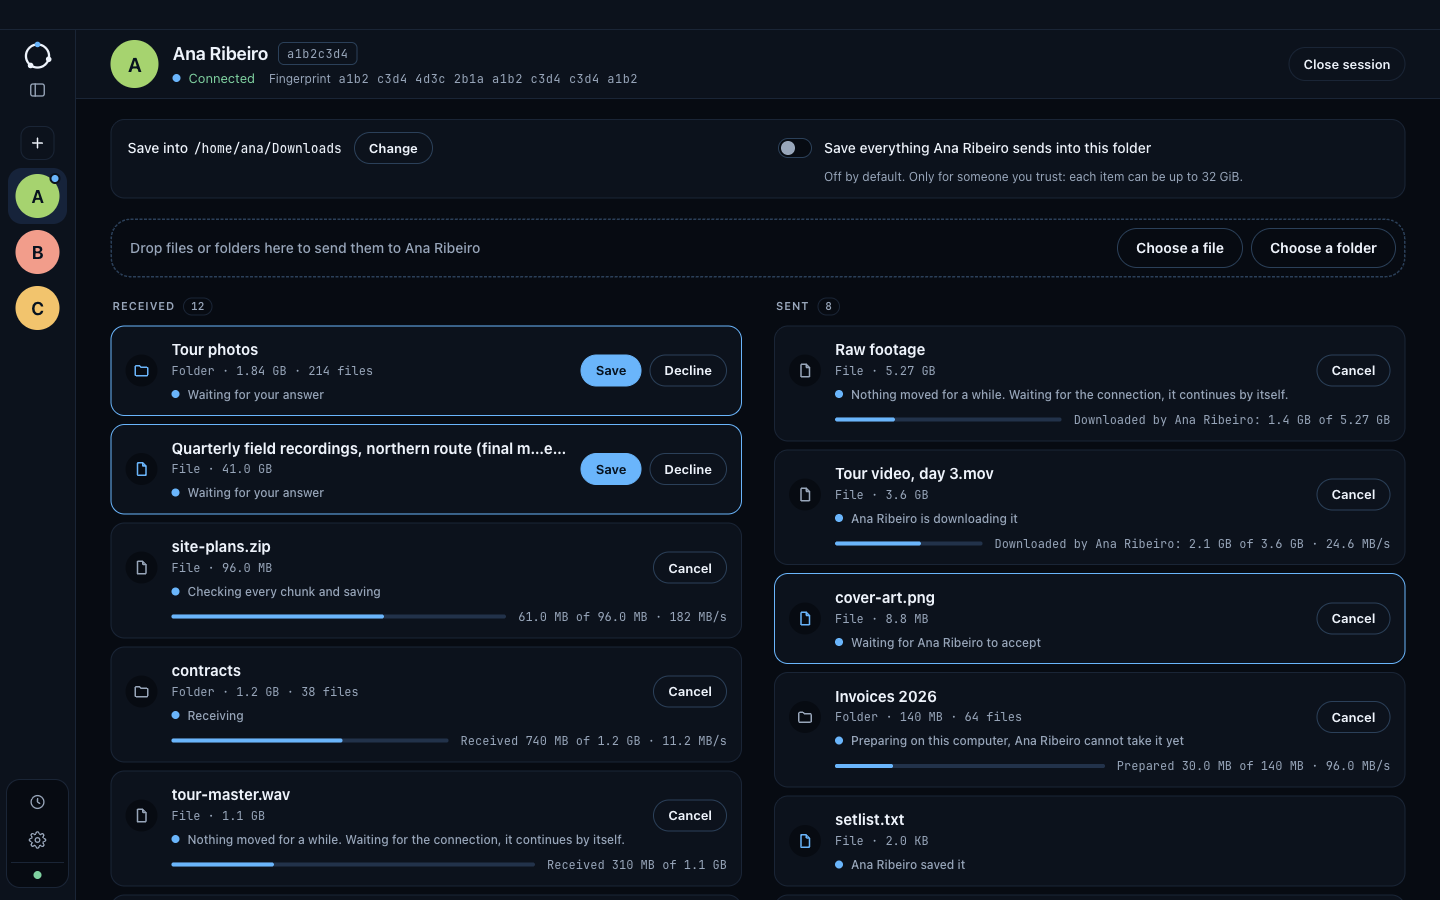 Ana Ribeiro a1b2c3d4
Connected Fingerprint a1b2 c3d4 4d3c 2b1a a1b2 c3d4 c3d4 a1b2
Close session
A
A
B
C
Save into /home/ana/Downloads Change
Save everything Ana Ribeiro sends into this folder
Off by default. Only for someone you trust: each item can be up to 32 GiB.
Drop files or folders here to send them to Ana Ribeiro
Choose a file Choose a folder
RECEIVED 12
Tour photos
Folder · 1.84 GB · 214 files
Waiting for your answer
Save Decline
Quarterly field recordings, northern route (final m...e...
File · 41.0 GB
Waiting for your answer
Save Decline
site-plans.zip
File · 96.0 MB
Checking every chunk and saving
61.0 MB of 96.0 MB · 182 MB/s
Cancel
contracts
Folder · 1.2 GB · 38 files
Receiving
Received 740 MB of 1.2 GB · 11.2 MB/s
Cancel
tour-master.wav
File · 1.1 GB
Nothing moved for a while. Waiting for the connection, it continues by itself.
Received 310 MB of 1.1 GB
Cancel
SENT 8
Raw footage
File · 5.27 GB
Nothing moved for a while. Waiting for the connection, it continues by itself.
Downloaded by Ana Ribeiro: 1.4 GB of 5.27 GB
Cancel
Tour video, day 3.mov
File · 3.6 GB
Ana Ribeiro is downloading it
Downloaded by Ana Ribeiro: 2.1 GB of 3.6 GB · 24.6 MB/s
Cancel
cover-art.png
File · 8.8 MB
Waiting for Ana Ribeiro to accept
Cancel
Invoices 2026
Folder · 140 MB · 64 files
Preparing on this computer, Ana Ribeiro cannot take it yet
Prepared 30.0 MB of 140 MB · 96.0 MB/s
Cancel
setlist.txt
File · 2.0 KB
Ana Ribeiro saved it